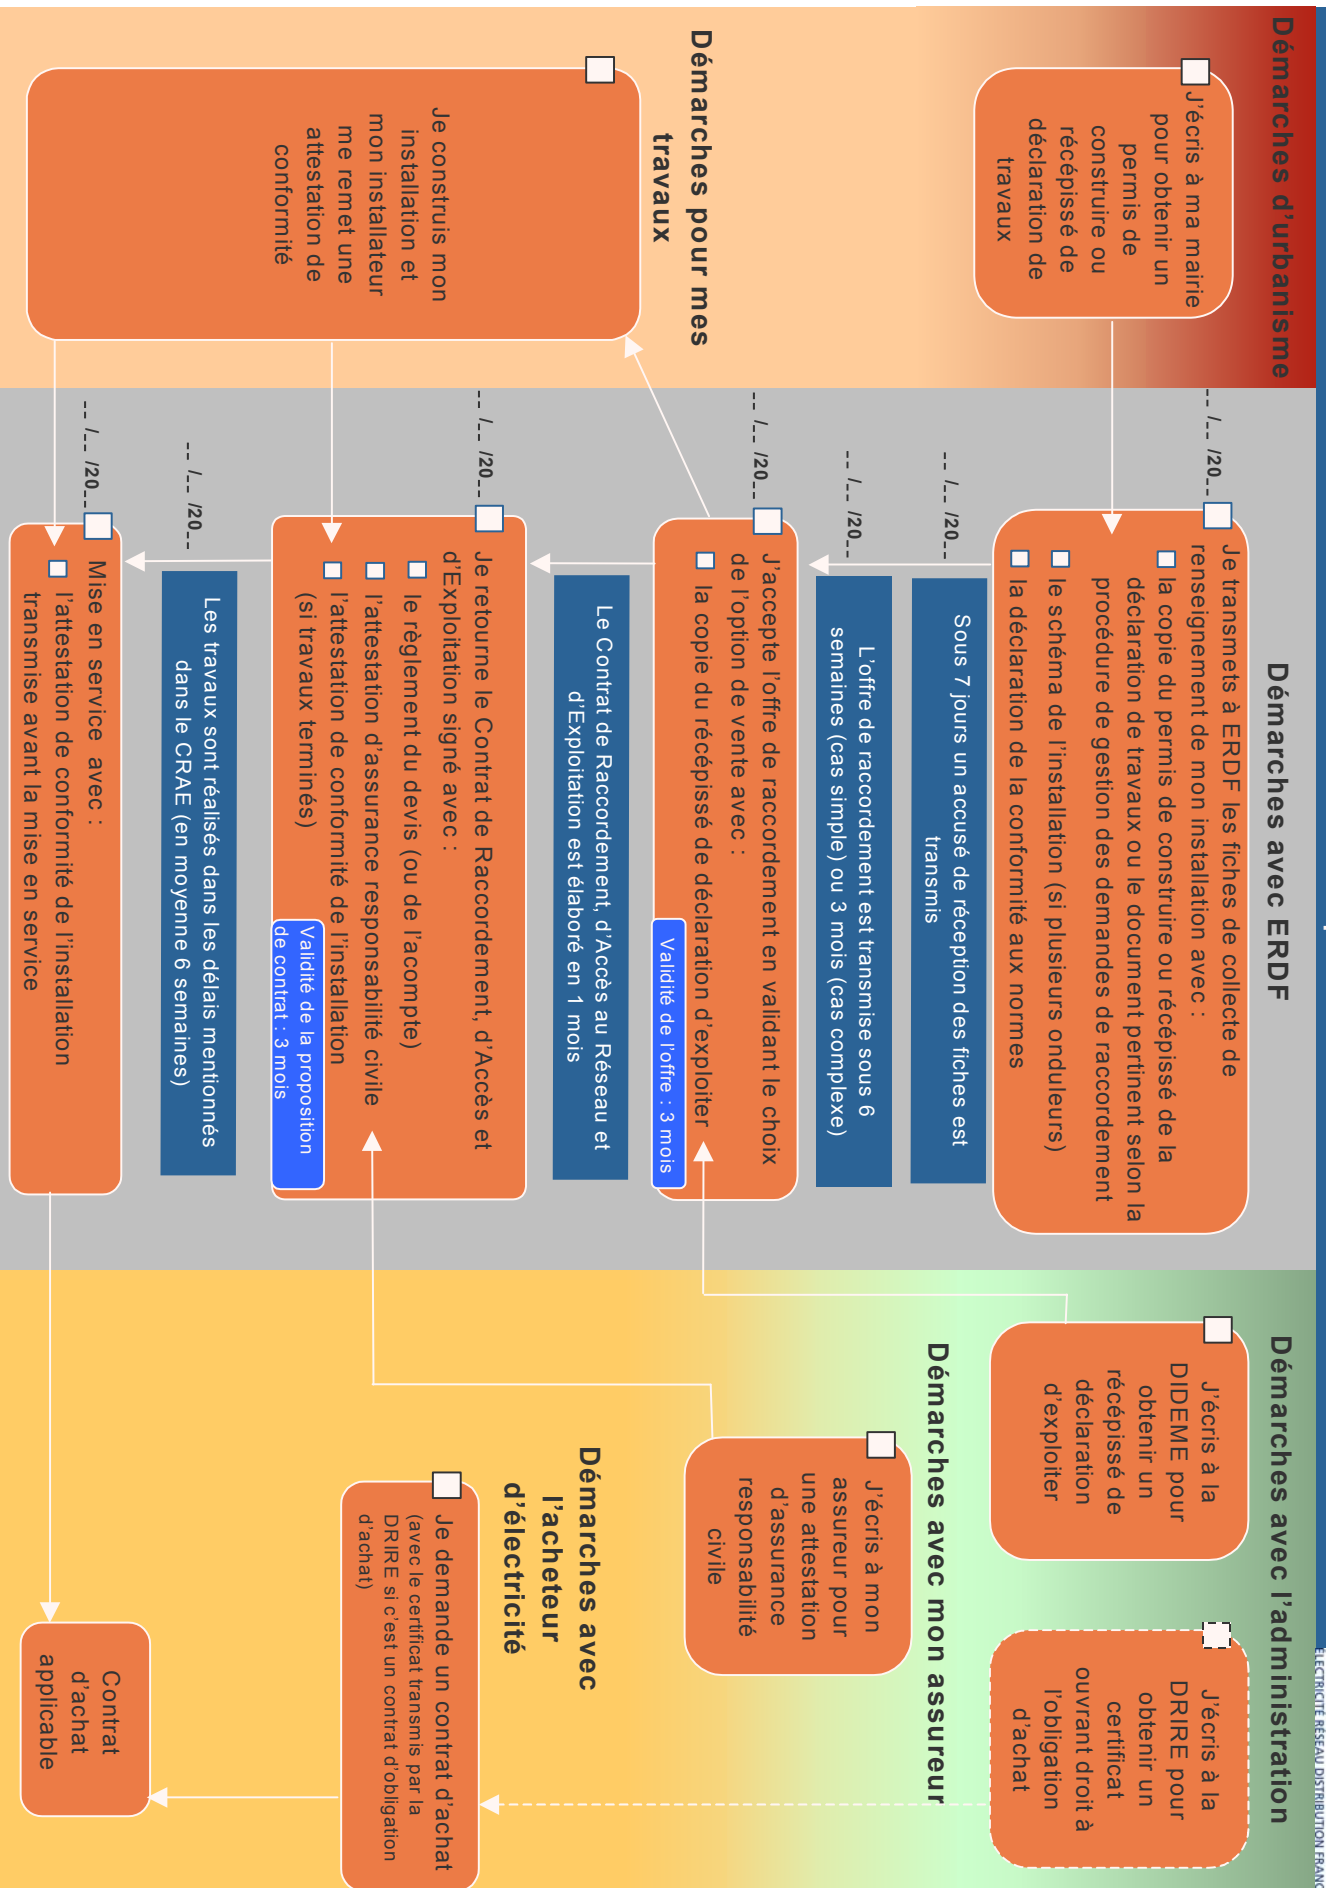 ELECTRICITÉ RÉSEAU DISTRIBUTION FRANC
Démarches d'urbanisme
J'écris à ma mairie
pour obtenir un
permis de
construire ou
récépissé de
déclaration de
travaux
Démarches pour mes
travaux
Je construis mon
installation et
mon installateur
me remet une
attestation de
conformité
Démarches avec ERDF
-- /-- /20--
Je transmets à ERDF les fiches de collecte de
renseignement de mon installation avec :
la copie du permis de construire ou récépissé de la
déclaration de travaux ou le document pertinent selon la
procédure de gestion des demandes de raccordement
le schéma de l'installation (si plusieurs onduleurs)
la déclaration de la conformité aux normes
-- /-- /20--
Sous 7 jours un accusé de réception des fiches est
transmis
-- /-- /20--
L'offre de raccordement est transmise sous 6
semaines (cas simple) ou 3 mois (cas complexe)
-- /-- /20--
J'accepte l'offre de raccordement en validant le choix
de l'option de vente avec :
la copie du récépissé de déclaration d'exploiter
Validité de l'offre : 3 mois
Le Contrat de Raccordement, d'Accès au Réseau et
d'Exploitation est élaboré en 1 mois
-- /-- /20--
Je retourne le Contrat de Raccordement, d'Accès et
d'Exploitation signé avec :
le règlement du devis (ou de l'acompte)
l'attestation d'assurance responsabilité civile
l'attestation de conformité de l'installation
(si travaux terminés)
Validité de la proposition
de contrat : 3 mois
-- /-- /20--
Les travaux sont réalisés dans les délais mentionnés
dans le CRAE (en moyenne 6 semaines)
-- /-- /20--
Mise en service avec :
l'attestation de conformité de l'installation
transmise avant la mise en service
Démarches avec l'administration
J'écris à la
DIDEME pour
obtenir un
récépissé de
déclaration
d'exploiter
J'écris à la
DRIRE pour
obtenir un
certificat
ouvrant droit à
l'obligation
d'achat
Démarches avec mon assureur
J'écris à mon
assureur pour
une attestation
d'assurance
responsabilité
civile
Démarches avec
l'acheteur
d'électricité
Je demande un contrat d'achat
(avec le certificat transmis par la
DRIRE si c'est un contrat d'obligation
d'achat)
Contrat
d'achat
applicable